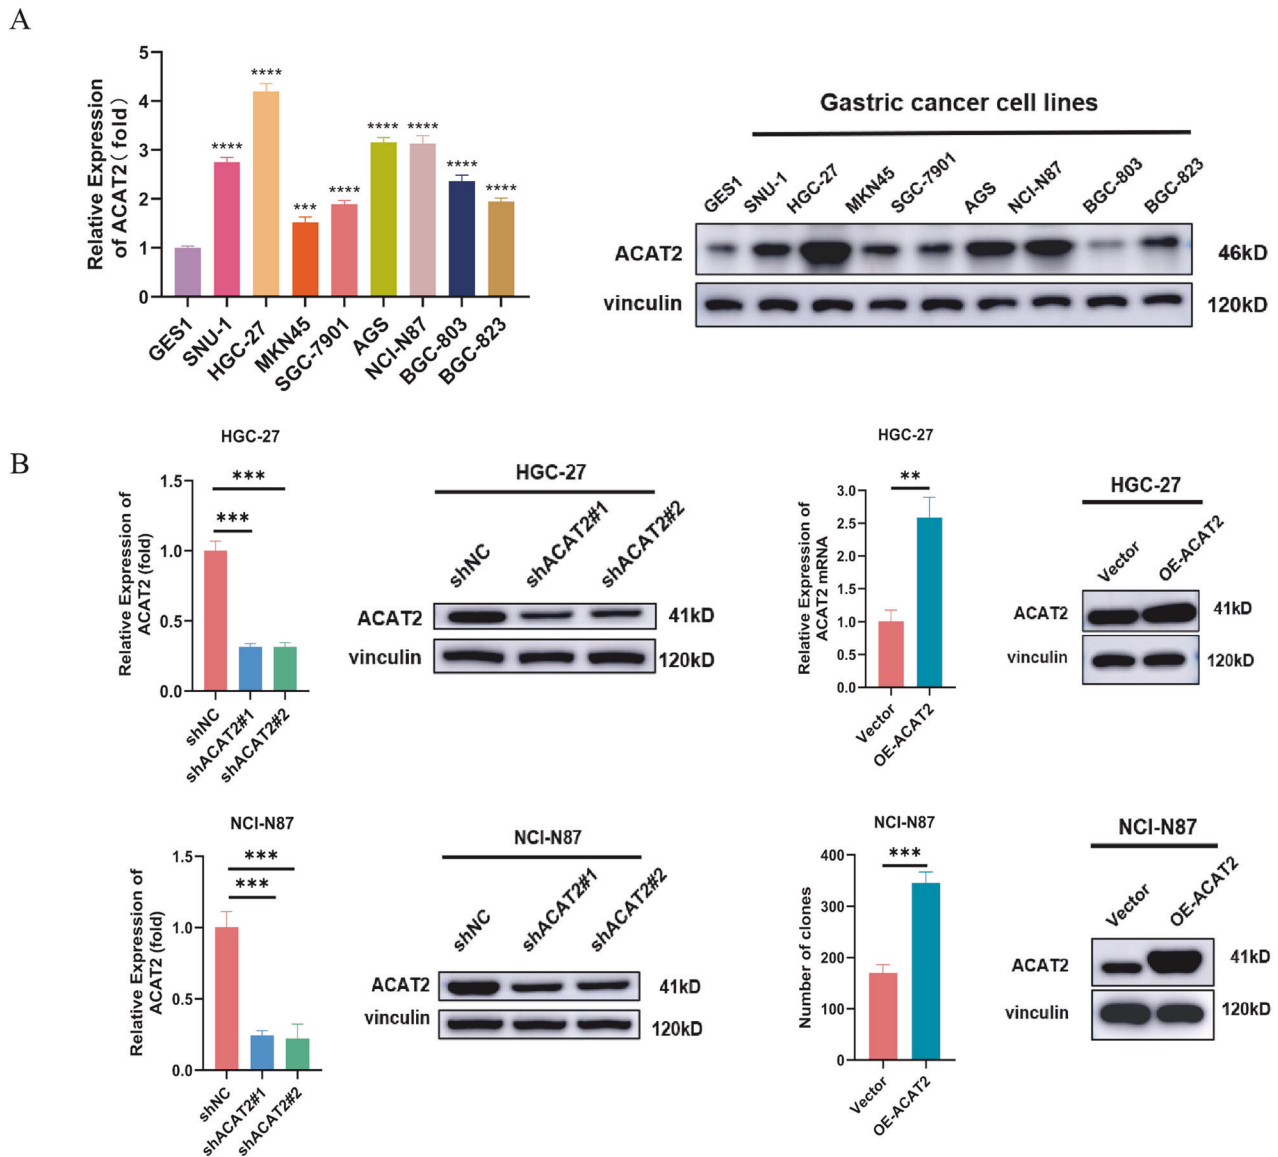 A
Relative Expression
of ACAT2 ( fold )
5
4
3
2
1
0
****
****
***
****
****
****
****
****
GES1
SNU-1
HGC-27
MKN45
SGC-7901
AGS
NCI-N87
BGC-803
BGC-823
Gastric cancer cell lines
GES1
SNU-1
HGC-27
MKN45
SGC-7901
AGS
NCI-N87
BGC-803
BGC-823
ACAT2
46kD
vinculin
120kD
B
HGC-27
Relative Expression of
ACAT2 (fold)
1.5
1.0
0.5
0.0
***
***
shNC
shACAT2#1
shACAT2#2
HGC-27
shNC
shACAT2#1
shACAT2#2
ACAT2
41kD
vinculin
120kD
HGC-27
Relative Expression of
ACAT2 mRNA
3.0
2.5
2.0
1.5
1.0
0.5
0.0
**
Vector
OE-ACAT2
HGC-27
Vector
OE-ACAT2
ACAT2
41kD
vinculin
120kD
NCI-N87
Relative Expression of
ACAT2 (fold)
1.5
1.0
0.5
0.0
***
***
shNC
shACAT2#1
shACAT2#2
NCI-N87
shNC
shACAT2#1
shACAT2#2
ACAT2
41kD
vinculin
120kD
NCI-N87
Number of clones
400
300
200
100
0
***
Vector
OE-ACAT2
NCI-N87
Vector
OE-ACAT2
ACAT2
41kD
vinculin
120kD